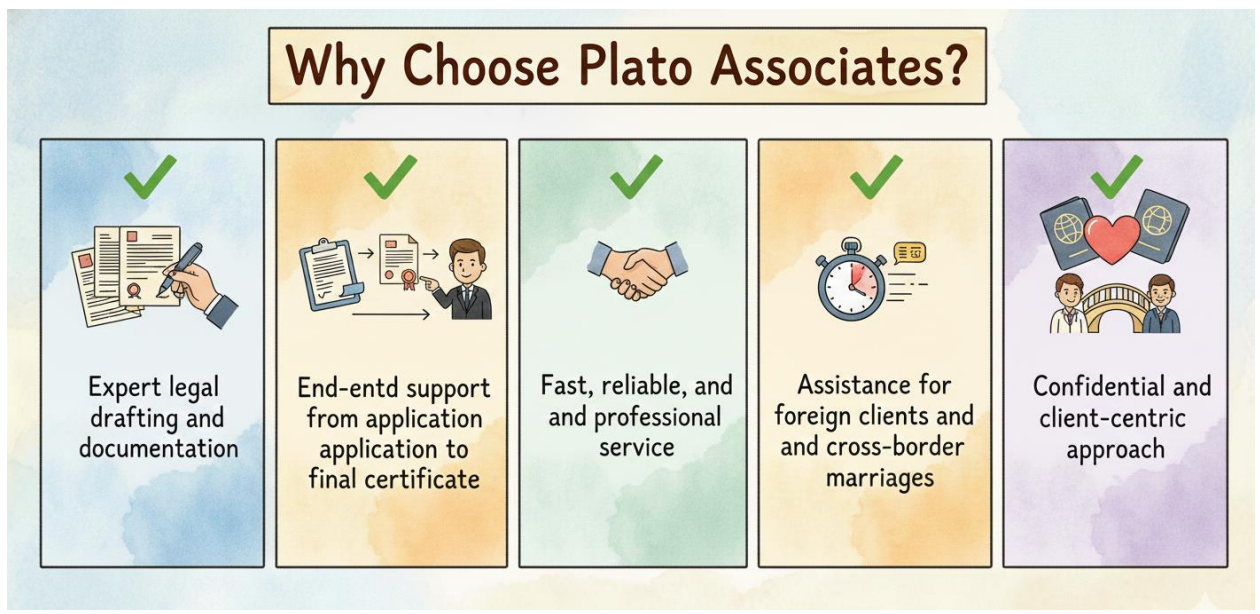 Why Choose Plato Associates?
Expert legal
drafting and
documentation
End-entd support
from application
application to
final certificate
Fast, reliable, and
and professional
service
Assistance for
foreign clients and
and cross-border
marriages
Confidential and
client-centric
approach